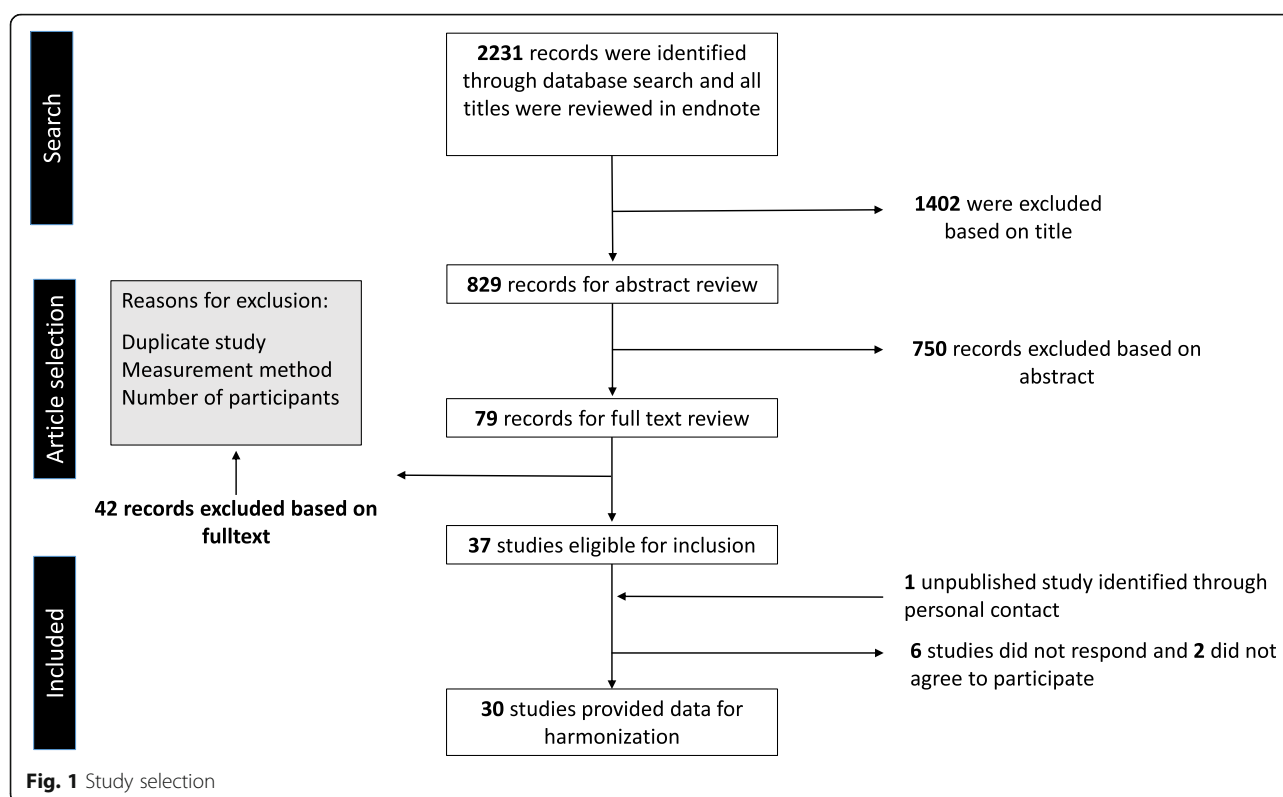 Search
2231 records were identified
through database search and all
titles were reviewed in endnote
1402 were excluded
based on title
Article selection
829 records for abstract review
Reasons for exclusion:
Duplicate study
Measurement method
Number of participants
750 records excluded based on
abstract
79 records for full text review
42 records excluded based on
fulltext
37 studies eligible for inclusion
Included
1 unpublished study identified through
personal contact
6 studies did not respond and 2 did not
agree to participate
30 studies provided data for
harmonization
Fig. 1 Study selection